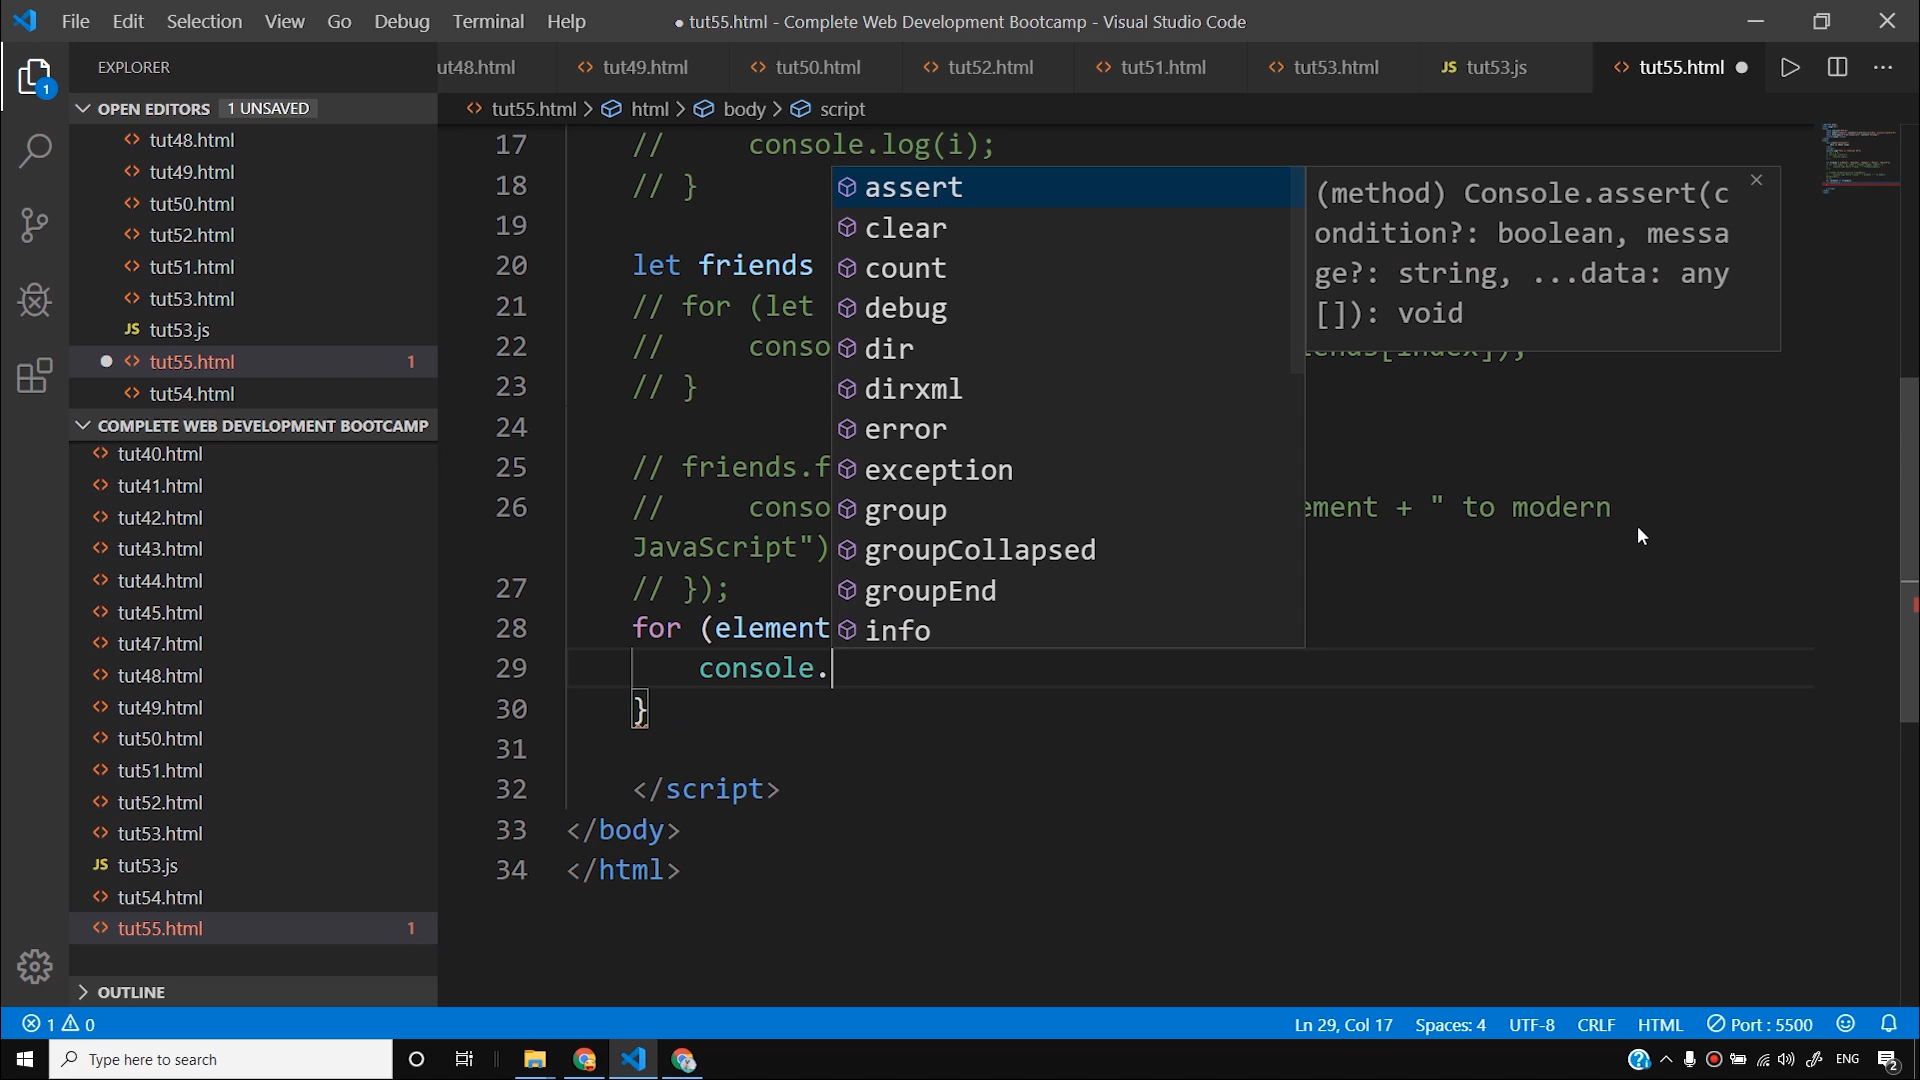 File Edit Selection View Go Debug Terminal Help
● tut55.html - Complete Web Development Bootcamp - Visual Studio Code
EXPLORER
OPEN EDITORS 1 UNSAVED
tut48.html
tut49.html
tut50.html
tut52.html
tut51.html
tut53.html
JS tut53.js
tut55.html 1
tut54.html
COMPLETE WEB DEVELOPMENT BOOTCAMP
tut40.html
tut41.html
tut42.html
tut43.html
tut44.html
tut45.html
tut47.html
tut48.html
tut49.html
tut50.html
tut51.html
tut52.html
tut53.html
JS tut53.js
tut54.html
tut55.html 1
OUTLINE
1
ut48.html tut49.html tut50.html tut52.html tut51.html tut53.html JS tut53.js tut55.html
tut55.html > html > body > script
17 // console.log(i);
18 // }
19
20 let friends
21 // for (let
22 // conso
23 // }
24
25 // friends.f
26 // conso ement + " to modern
JavaScript")
27 // });
28 for (element
29 console.
30 }
31
32 </script>
33 </body>
34 </html>
assert
clear
count
debug
dir
dirxml
error
exception
group
groupCollapsed
groupEnd
info
(method) Console.assert(c
ondition?: boolean, messa
ge?: string, ...data: any
[]): void
1 0
Ln 29, Col 17 Spaces: 4 UTF-8 CRLF HTML Port : 5500
Type here to search
ENG
2